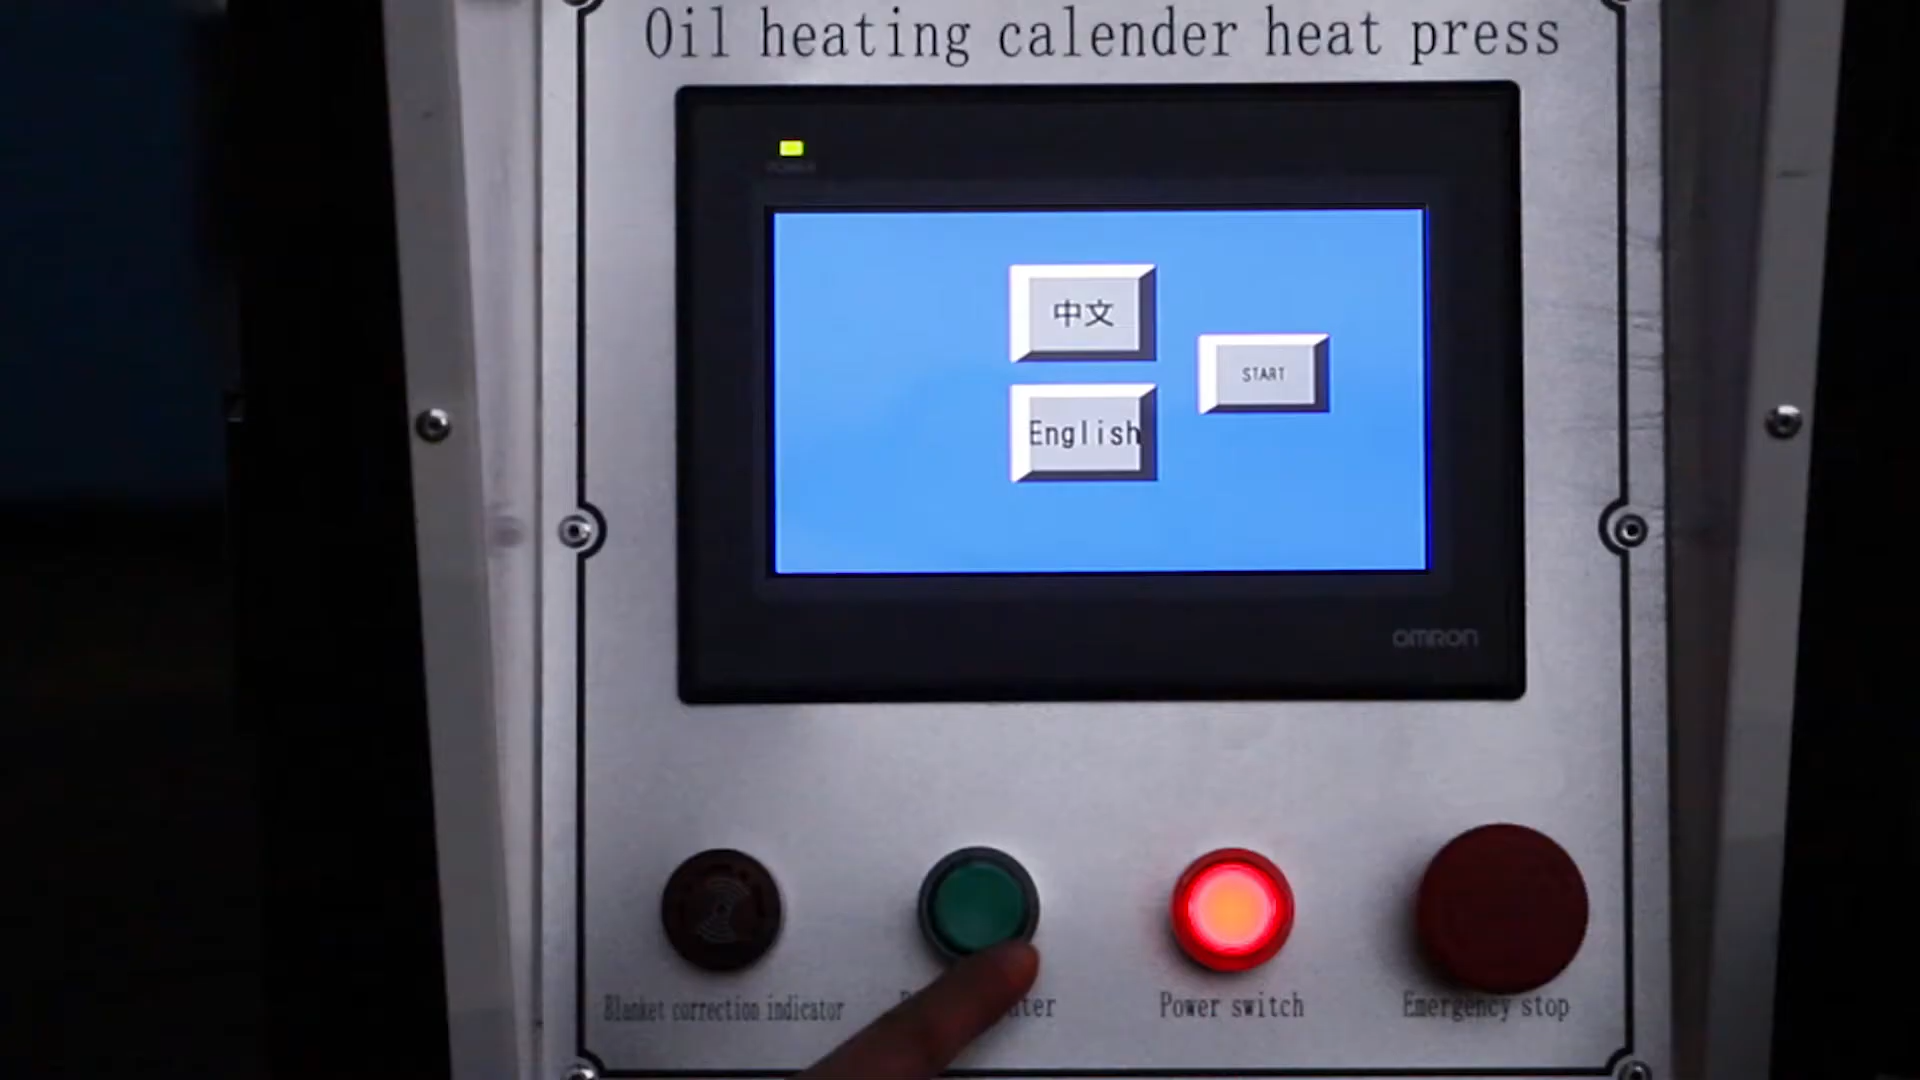 Oil heating calender heat press
中文
START
English
omron
Blanket correction indicator
Power switch
Emergency stop